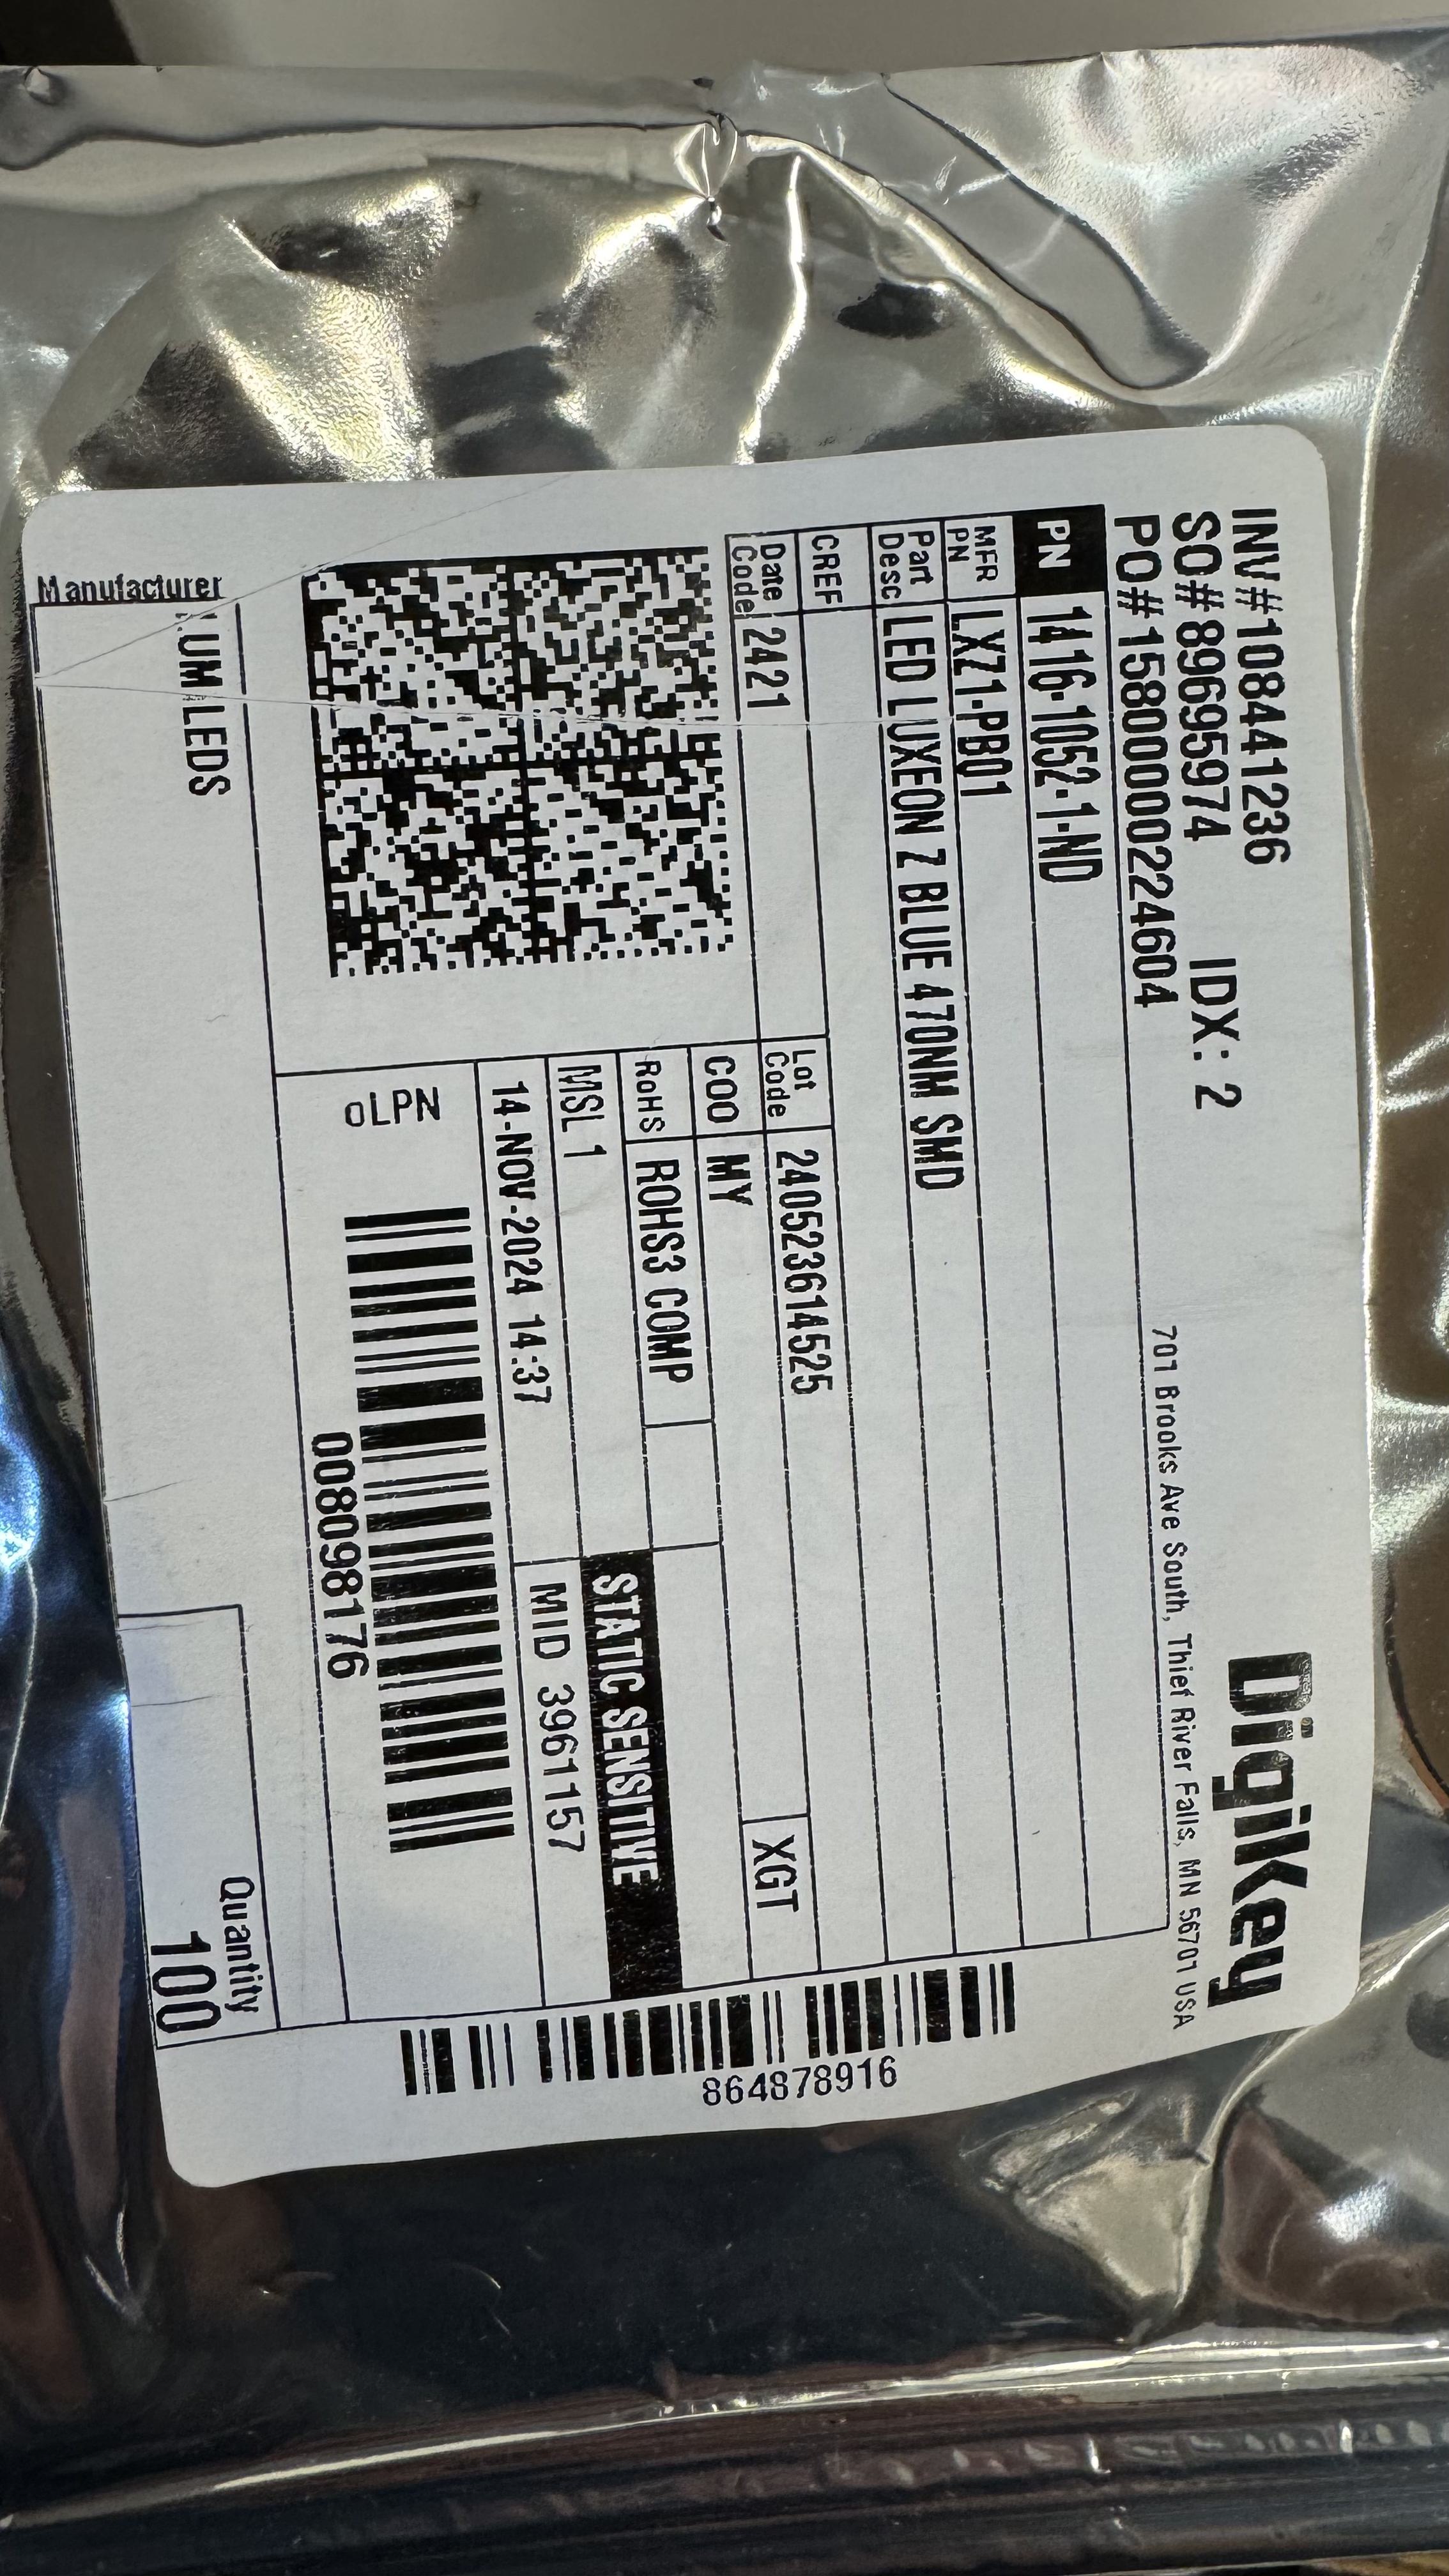 INV#108441236
SO# 89695974 IDX: 2
PO#15800000224604
DigiKey
701 Brooks Ave South, Thief River Falls, MN 56701 USA
PN 1416-1052-1-ND
MFR PN LXZ1-PB01
Part Desc LED LUXEON Z BLUE 470NM SMD
CREF
Date Code 2421
Lot Code 240523614525
XGT
COO MY
RoHS ROHS3 COMP
MSL 1
STATIC SENSITIVE
14-NOV-2024 14:37
MID 3961157
oLPN
008098176
864878916
Manufacturer
LUMILEDS
Quantity
100